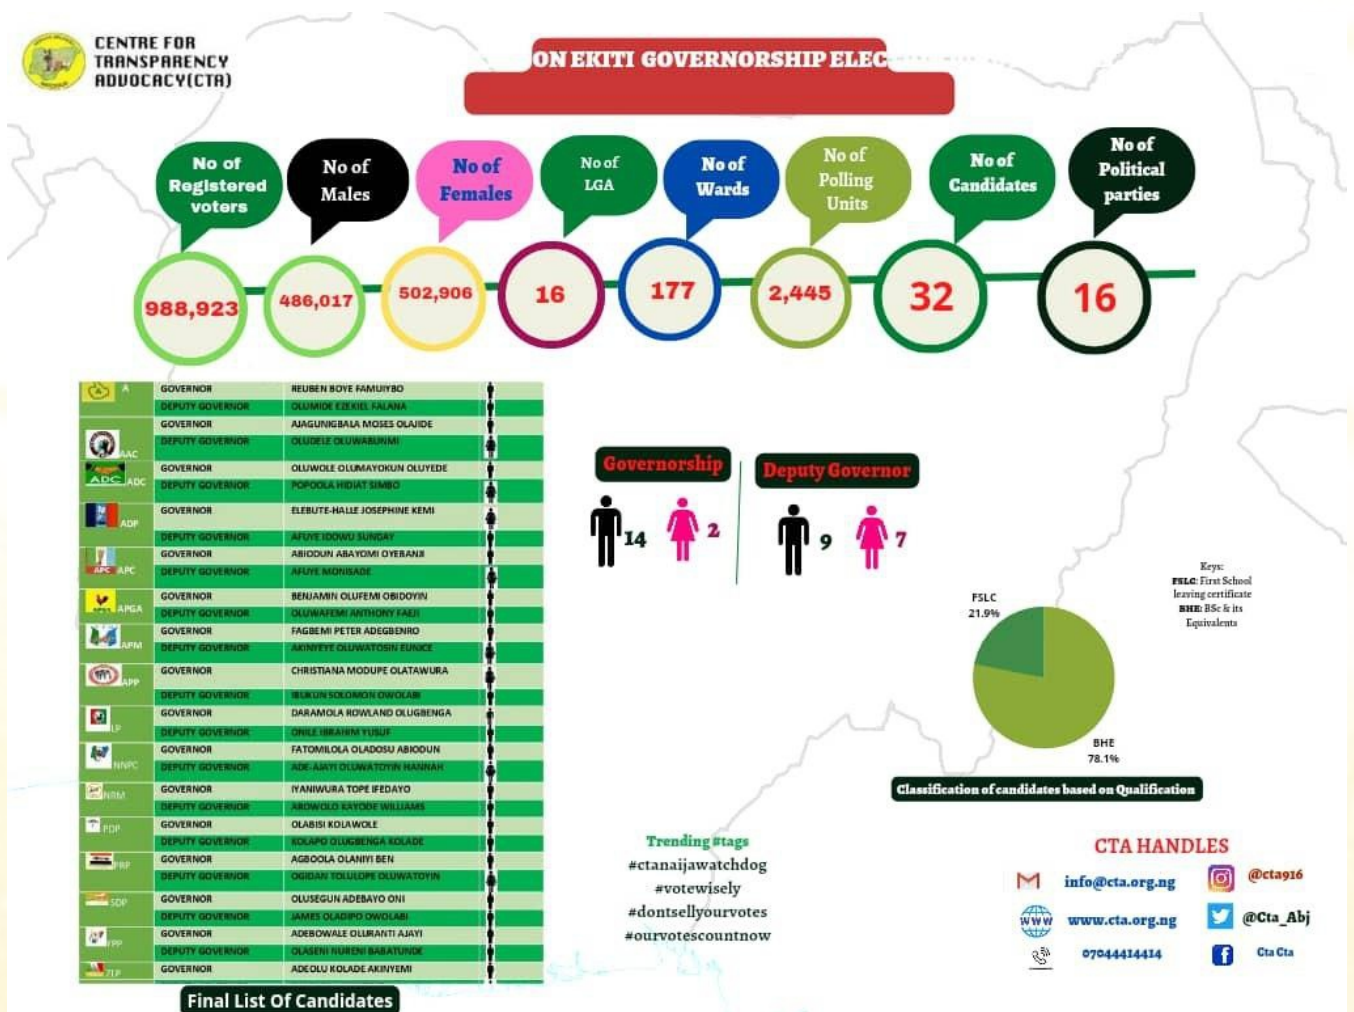 CENTRE FOR
TRANSPARENCY
ADVOCACY(CTA)
ON EKITI GOVERNORSHIP ELEC
No of
Registered
voters
No of
Males
No of
Females
No of
LGA
No of
Wards
No of
Polling
Units
No of
Candidates
No of
Political
parties
988,923
486,017
502,906
16
177
2,445
32
16
A GOVERNOR REUBEN BOYE FAMUIYBO
DEPUTY GOVERNOR OLUMIDE EZEKIEL FALANA
GOVERNOR AJAGUNIGBALA MOSES OLAJIDE
AAC DEPUTY GOVERNOR OLUDELE OLUWABUNMI
GOVERNOR OLUWOLE OLUMAYOKUN OLUYEDE
ADC ADC DEPUTY GOVERNOR POPOOLA HIDIAT SIMBO
ADP GOVERNOR ELEBUTE-HALLE JOSEPHINE KEMI
DEPUTY GOVERNOR AFUYE IDOWU SUNDAY
GOVERNOR ABIODUN ABAYOMI OYEBANJI
APC APC DEPUTY GOVERNOR AFUYE MONISADE
GOVERNOR BENJAMIN OLUFEMI OBIDOYIN
APGA DEPUTY GOVERNOR OLUWAFEMI ANTHONY FAEJI
GOVERNOR FAGBEMI PETER ADEGBENRO
APM DEPUTY GOVERNOR AKINYEYE OLUWATOSIN EUNICE
APP GOVERNOR CHRISTIANA MODUPE OLATAWURA
DEPUTY GOVERNOR IBUKUN SOLOMON OWOLABI
LP GOVERNOR DARAMOLA ROWLAND OLUGBENGA
DEPUTY GOVERNOR ONILE IBRAHIM YUSUF
GOVERNOR FATOMILOLA OLADOSU ABIODUN
NNPC DEPUTY GOVERNOR ADE-AJAYI OLUWATOYIN HANNAH
NRM GOVERNOR IYANIWURA TOPE IFEDAYO
DEPUTY GOVERNOR AROWOLO KAYODE WILLIAMS
PDP GOVERNOR OLABISI KOLAWOLE
DEPUTY GOVERNOR KOLAPO OLUGBENGA KOLADE
PRP GOVERNOR AGBOOLA OLANIYI BEN
DEPUTY GOVERNOR OGIDAN TOLULOPE OLUWATOYIN
SDP GOVERNOR OLUSEGUN ADEBAYO ONI
DEPUTY GOVERNOR JAMES OLADIPO OWOLABI
YPP GOVERNOR ADEBOWALE OLURANTI AJAYI
DEPUTY GOVERNOR OLASENI NURENI BABATUNDE
ZLP GOVERNOR ADEOLU KOLADE AKINYEMI
Final List Of Candidates
Governorship
14
2
Deputy Governor
9
7
Keys:
FSLC: First School
leaving certificate
BHE: BSc & its
Equivalents
FSLC
21.9%
BHE
78.1%
Classification of candidates based on Qualification
Trending #tags
#ctanaijawatchdog
#votewisely
#dontsellyourvotes
#ourvotescountnow
CTA HANDLES
info@cta.org.ng
@cta916
www
www.cta.org.ng
@Cta_Abj
07044414414
Cta Cta